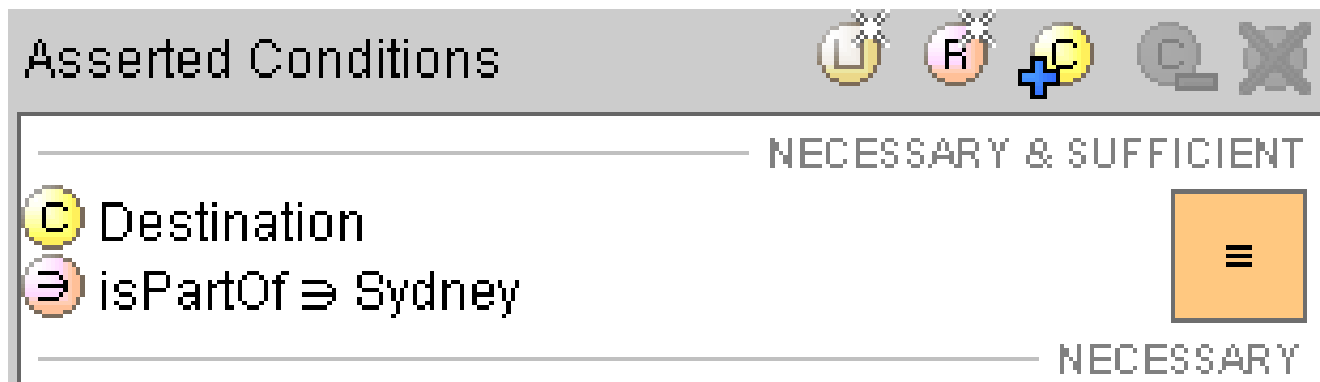 Asserted Conditions L R C C
NECESSARY & SUFFICIENT
C Destination
∋ isPartOf ∋ Sydney
≡
NECESSARY